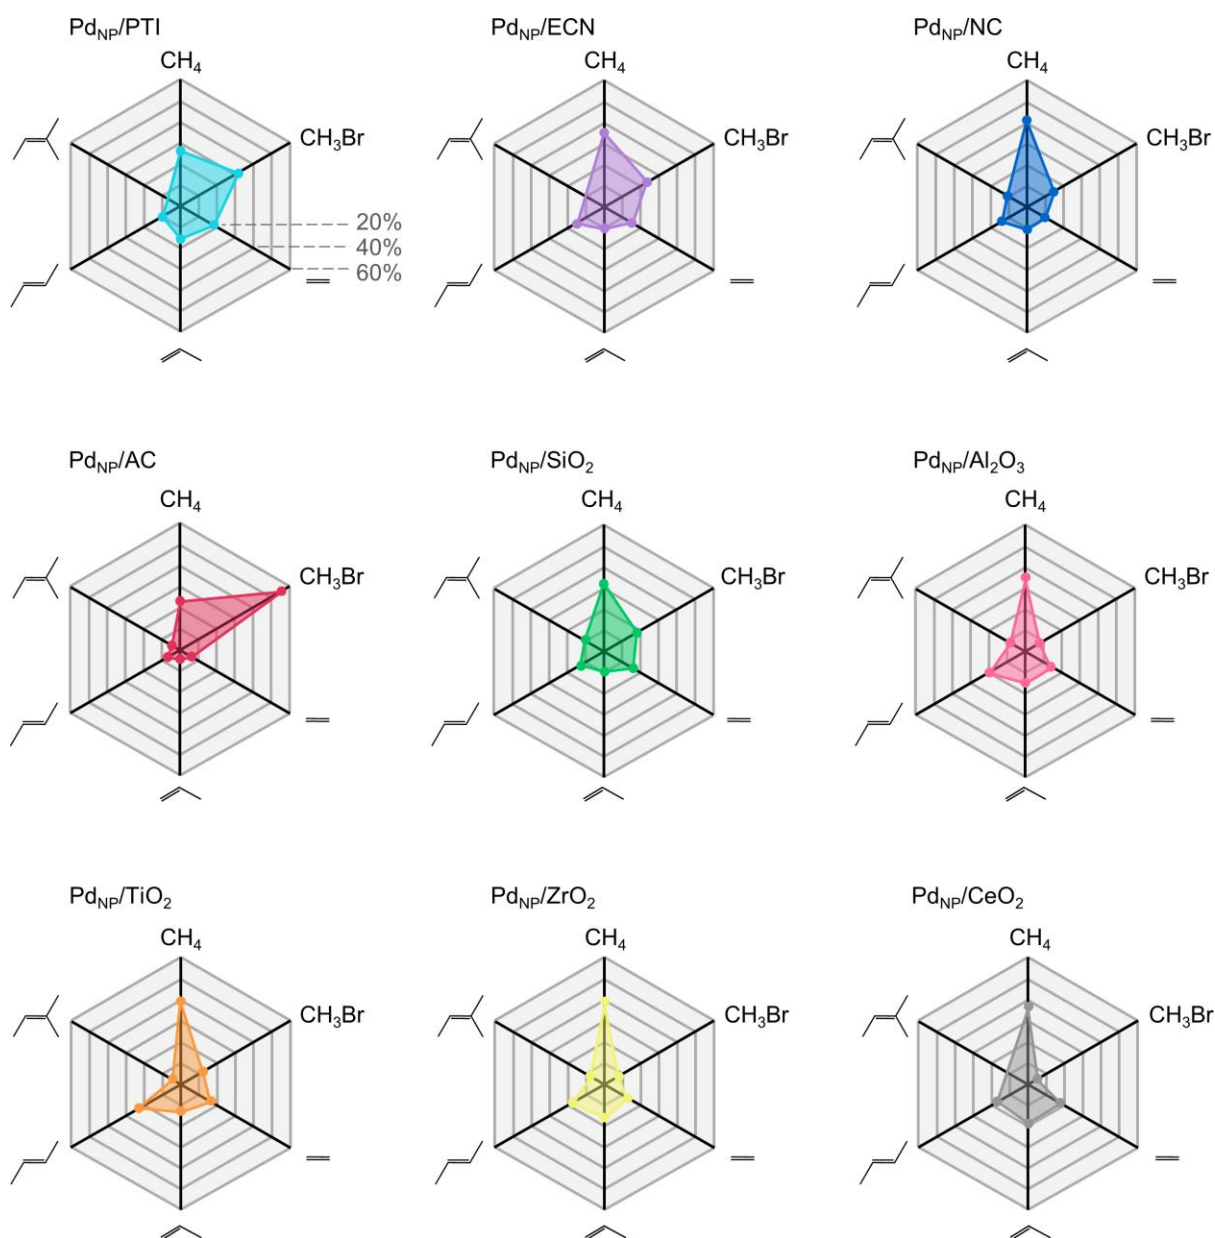 Pd_NP/PTI
CH₄
CH₃Br
20%
40%
60%
Pd_NP/ECN
CH₄
CH₃Br
Pd_NP/NC
CH₄
CH₃Br
Pd_NP/AC
CH₄
CH₃Br
Pd_NP/SiO₂
CH₄
CH₃Br
Pd_NP/Al₂O₃
CH₄
CH₃Br
Pd_NP/TiO₂
CH₄
CH₃Br
Pd_NP/ZrO₂
CH₄
CH₃Br
Pd_NP/CeO₂
CH₄
CH₃Br